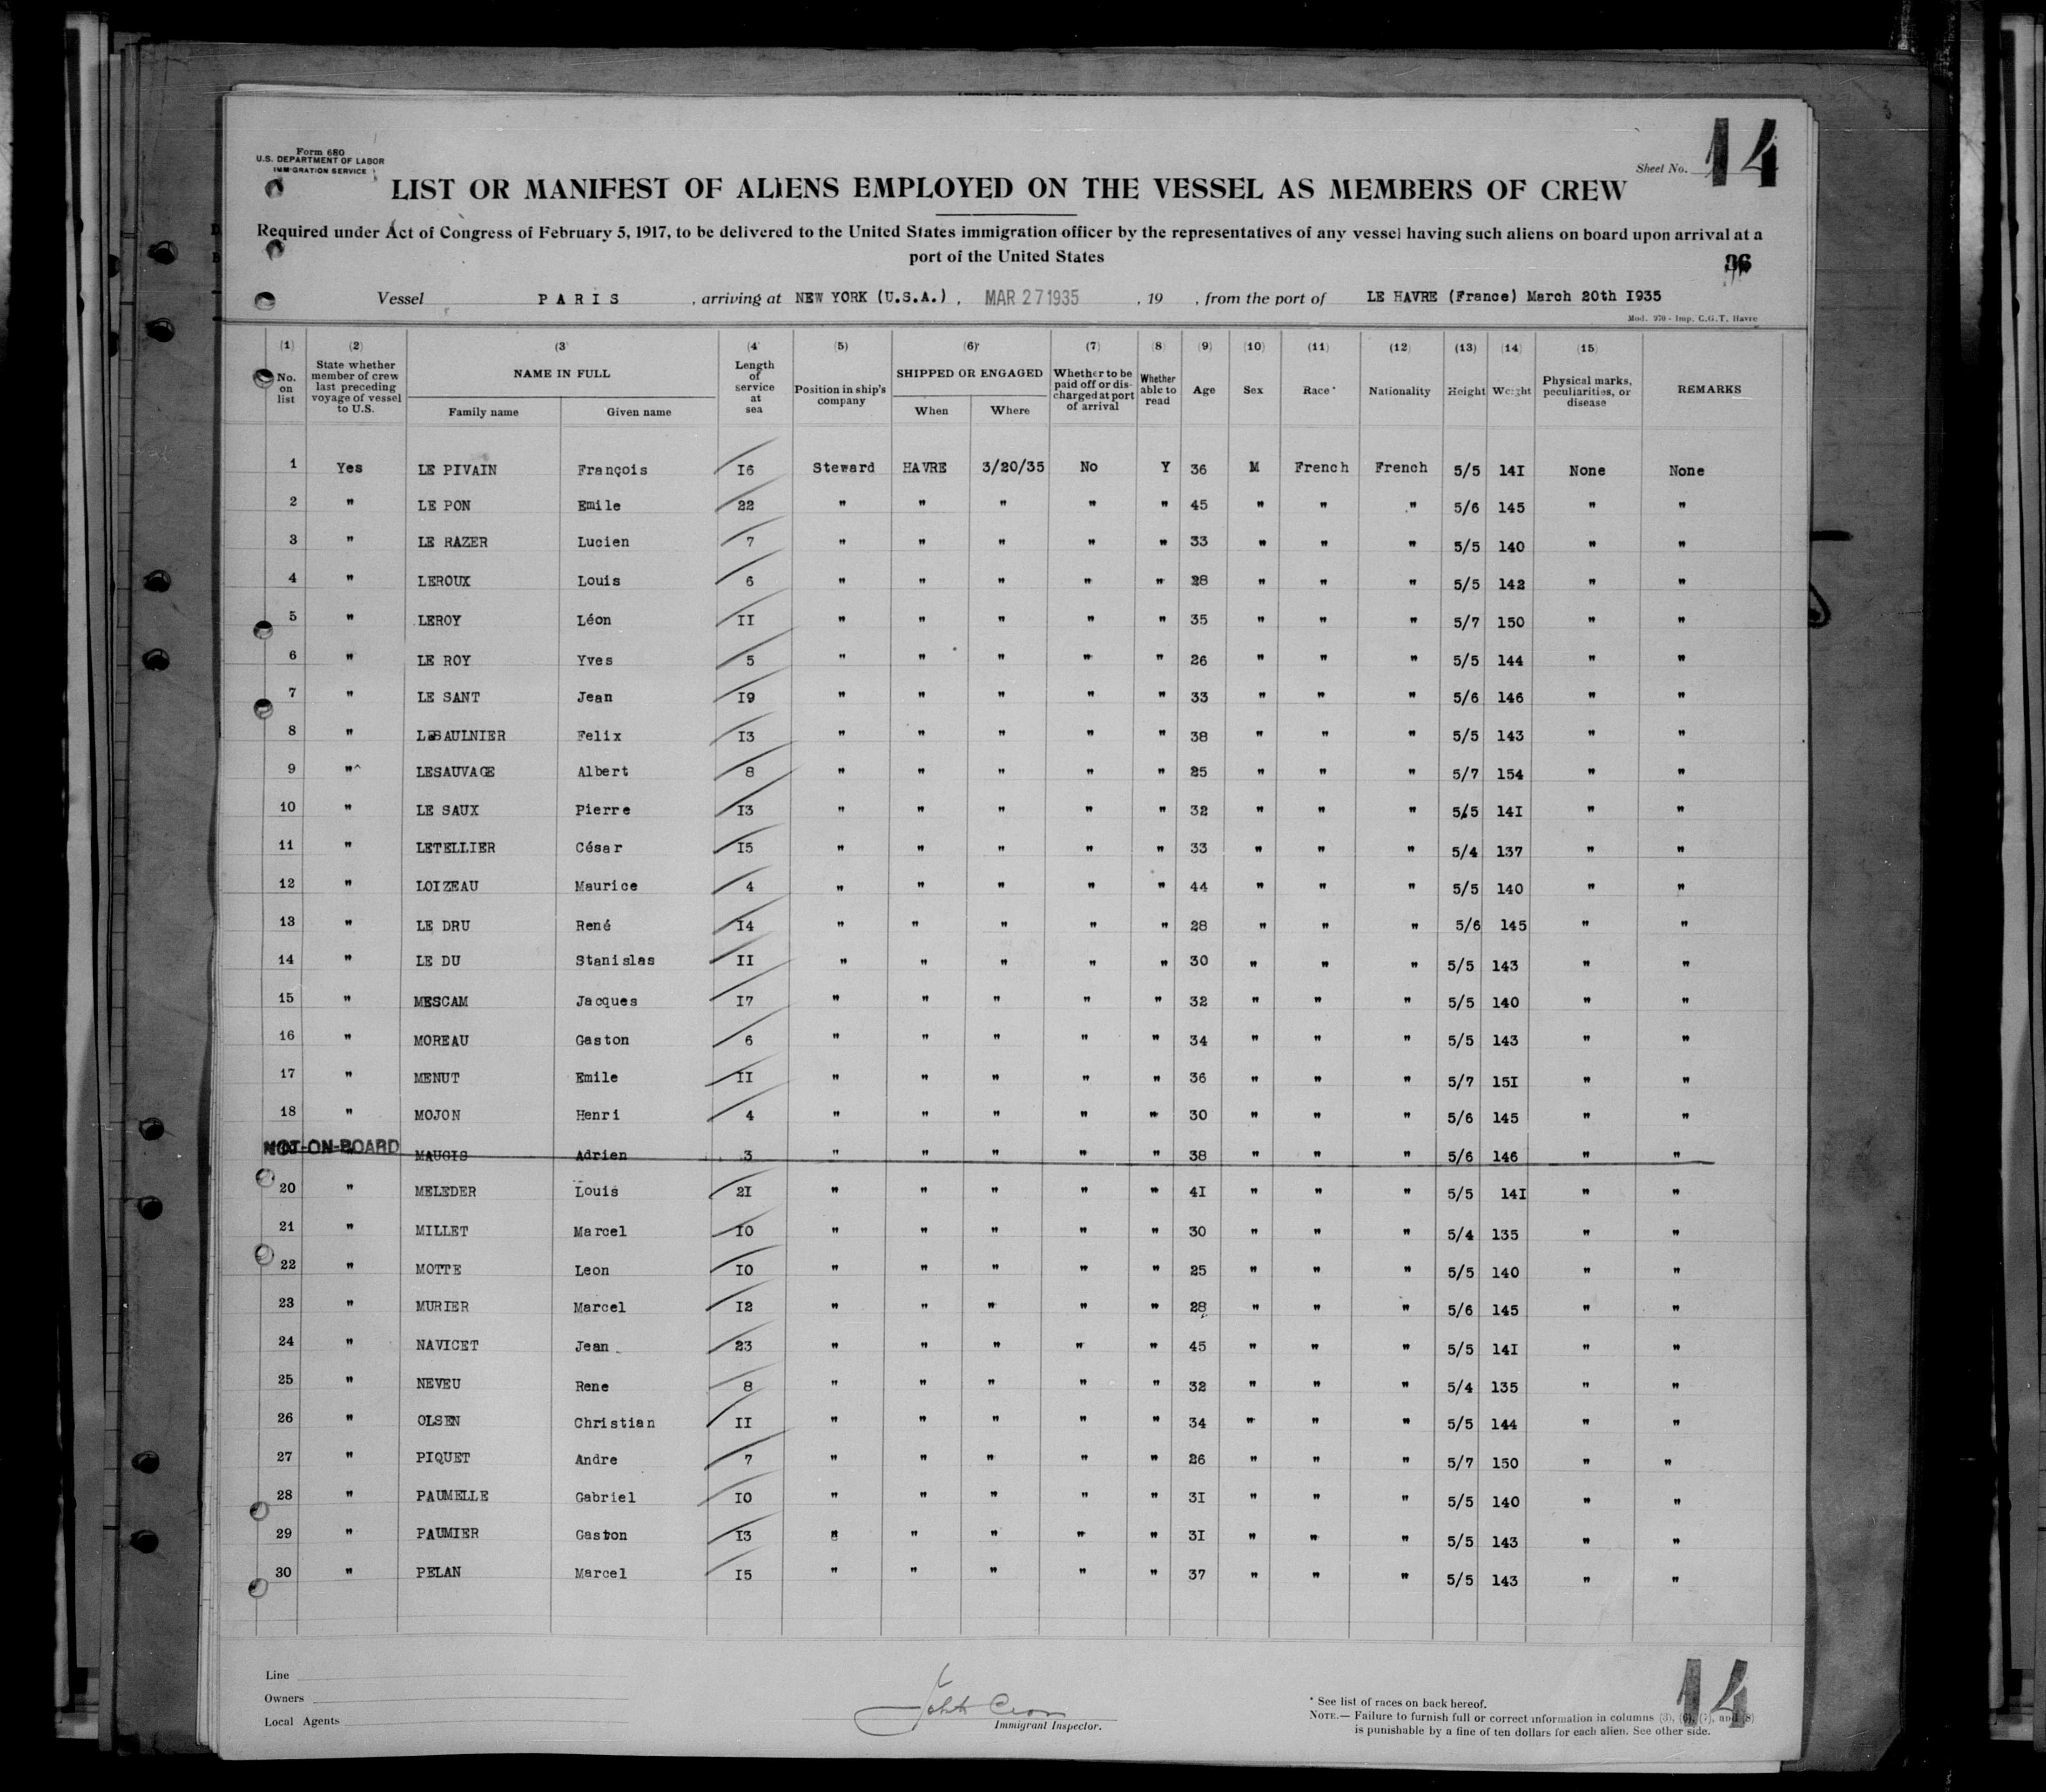 Form 680
U.S. DEPARTMENT OF LABOR
IMMIGRATION SERVICE
Sheet No. 14
LIST OR MANIFEST OF ALIENS EMPLOYED ON THE VESSEL AS MEMBERS OF CREW
Required under Act of Congress of February 5, 1917, to be delivered to the United States immigration officer by the representatives of any vessel having such aliens on board upon arrival at a
port of the United States
36
Vessel PARIS , arriving at NEW YORK (U.S.A.) , MAR 27 1935 , 19 , from the port of LE HAVRE (France) March 20th 1935
Mod. 970 - Imp. C.G.T. Havre
(1) (2) (3) (4) (5) (6) (7) (8) (9) (10) (11) (12) (13) (14) (15)
No. on list | State whether member of crew last preceding voyage of vessel to U.S. | NAME IN FULL | Family name | Given name | Length of service at sea | Position in ship's company | SHIPPED OR ENGAGED | When | Where | Whether to be paid off or discharged at port of arrival | Whether able to read | Age | Sex | Race* | Nationality | Height | Weight | Physical marks, peculiarities, or disease | REMARKS
1 Yes LE PIVAIN François 16 Steward HAVRE 3/20/35 No Y 36 M French French 5/5 141 None None
2 " LE PON Emile 22 " " " " " 45 " " " 5/6 145 " "
3 " LE RAZER Lucien 7 " " " " " 33 " " " 5/5 140 " "
4 " LEROUX Louis 6 " " " " " 28 " " " 5/5 142 " "
5 " LEROY Léon 11 " " " " " 35 " " " 5/7 150 " "
6 " LE ROY Yves 5 " " " " " 26 " " " 5/5 144 " "
7 " LE SANT Jean 19 " " " " " 33 " " " 5/6 146 " "
8 " LESAULNIER Felix 13 " " " " " 38 " " " 5/5 143 " "
9 " LESAUVAGE Albert 8 " " " " " 25 " " " 5/7 154 " "
10 " LE SAUX Pierre 13 " " " " " 32 " " " 5/5 141 " "
11 " LETELLIER César 15 " " " " " 33 " " " 5/4 137 " "
12 " LOIZEAU Maurice 4 " " " " " 44 " " " 5/5 140 " "
13 " LE DRU René 14 " " " " " 28 " " " 5/6 145 " "
14 " LE DU Stanislas 11 " " " " " 30 " " " 5/5 143 " "
15 " MESCAM Jacques 17 " " " " " 32 " " " 5/5 140 " "
16 " MOREAU Gaston 6 " " " " " 34 " " " 5/5 143 " "
17 " MENUT Emile 11 " " " " " 36 " " " 5/7 151 " "
18 " MOJON Henri 4 " " " " " 30 " " " 5/6 145 " "
NOT-ON-BOARD MAUGIS Adrien 3 " " " " " 38 " " " 5/6 146 " "
20 " MELEDER Louis 21 " " " " " 41 " " " 5/5 141 " "
21 " MILLET Marcel 10 " " " " " 30 " " " 5/4 135 " "
22 " MOTTE Leon 10 " " " " " 25 " " " 5/5 140 " "
23 " MURIER Marcel 12 " " " " " 28 " " " 5/6 145 " "
24 " NAVICET Jean 23 " " " " " 45 " " " 5/5 141 " "
25 " NEVEU Rene 8 " " " " " 32 " " " 5/4 135 " "
26 " OLSEN Christian 11 " " " " " 34 " " " 5/5 144 " "
27 " PIQUET Andre 7 " " " " " 26 " " " 5/7 150 " "
28 " PAUMELLE Gabriel 10 " " " " " 31 " " " 5/5 140 " "
29 " PAUMIER Gaston 13 " " " " " 31 " " " 5/5 143 " "
30 " PELAN Marcel 15 " " " " " 37 " " " 5/5 143 " "
Line
Owners
Local Agents
Immigrant Inspector.
* See list of races on back hereof.
NOTE.— Failure to furnish full or correct information in columns (3), (6), (7), and (8)
is punishable by a fine of ten dollars for each alien. See other side.
14